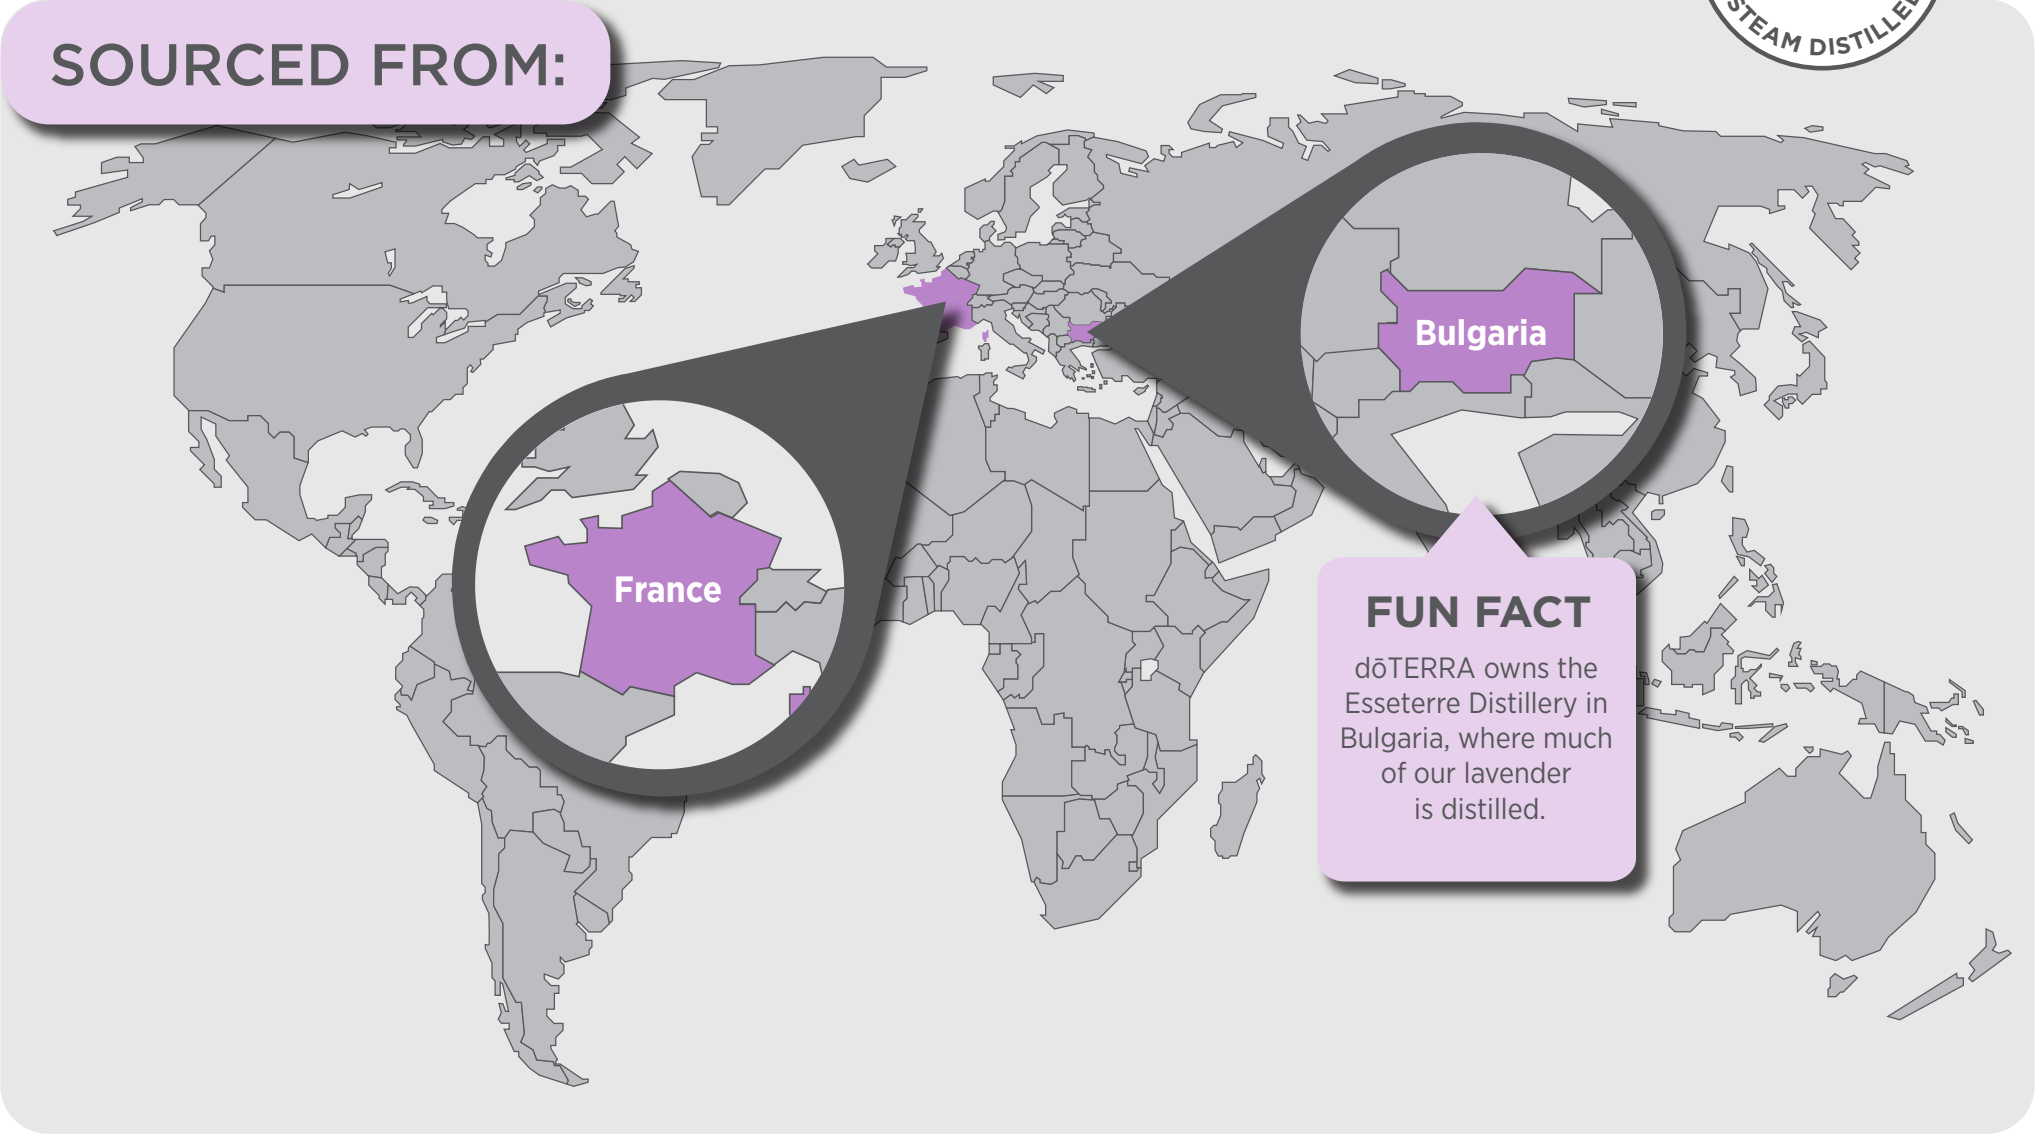 SOURCED FROM:
STEAM DISTILLED
France
Bulgaria
FUN FACT
dōTERRA owns the
Esseterre Distillery in
Bulgaria, where much
of our lavender
is distilled.